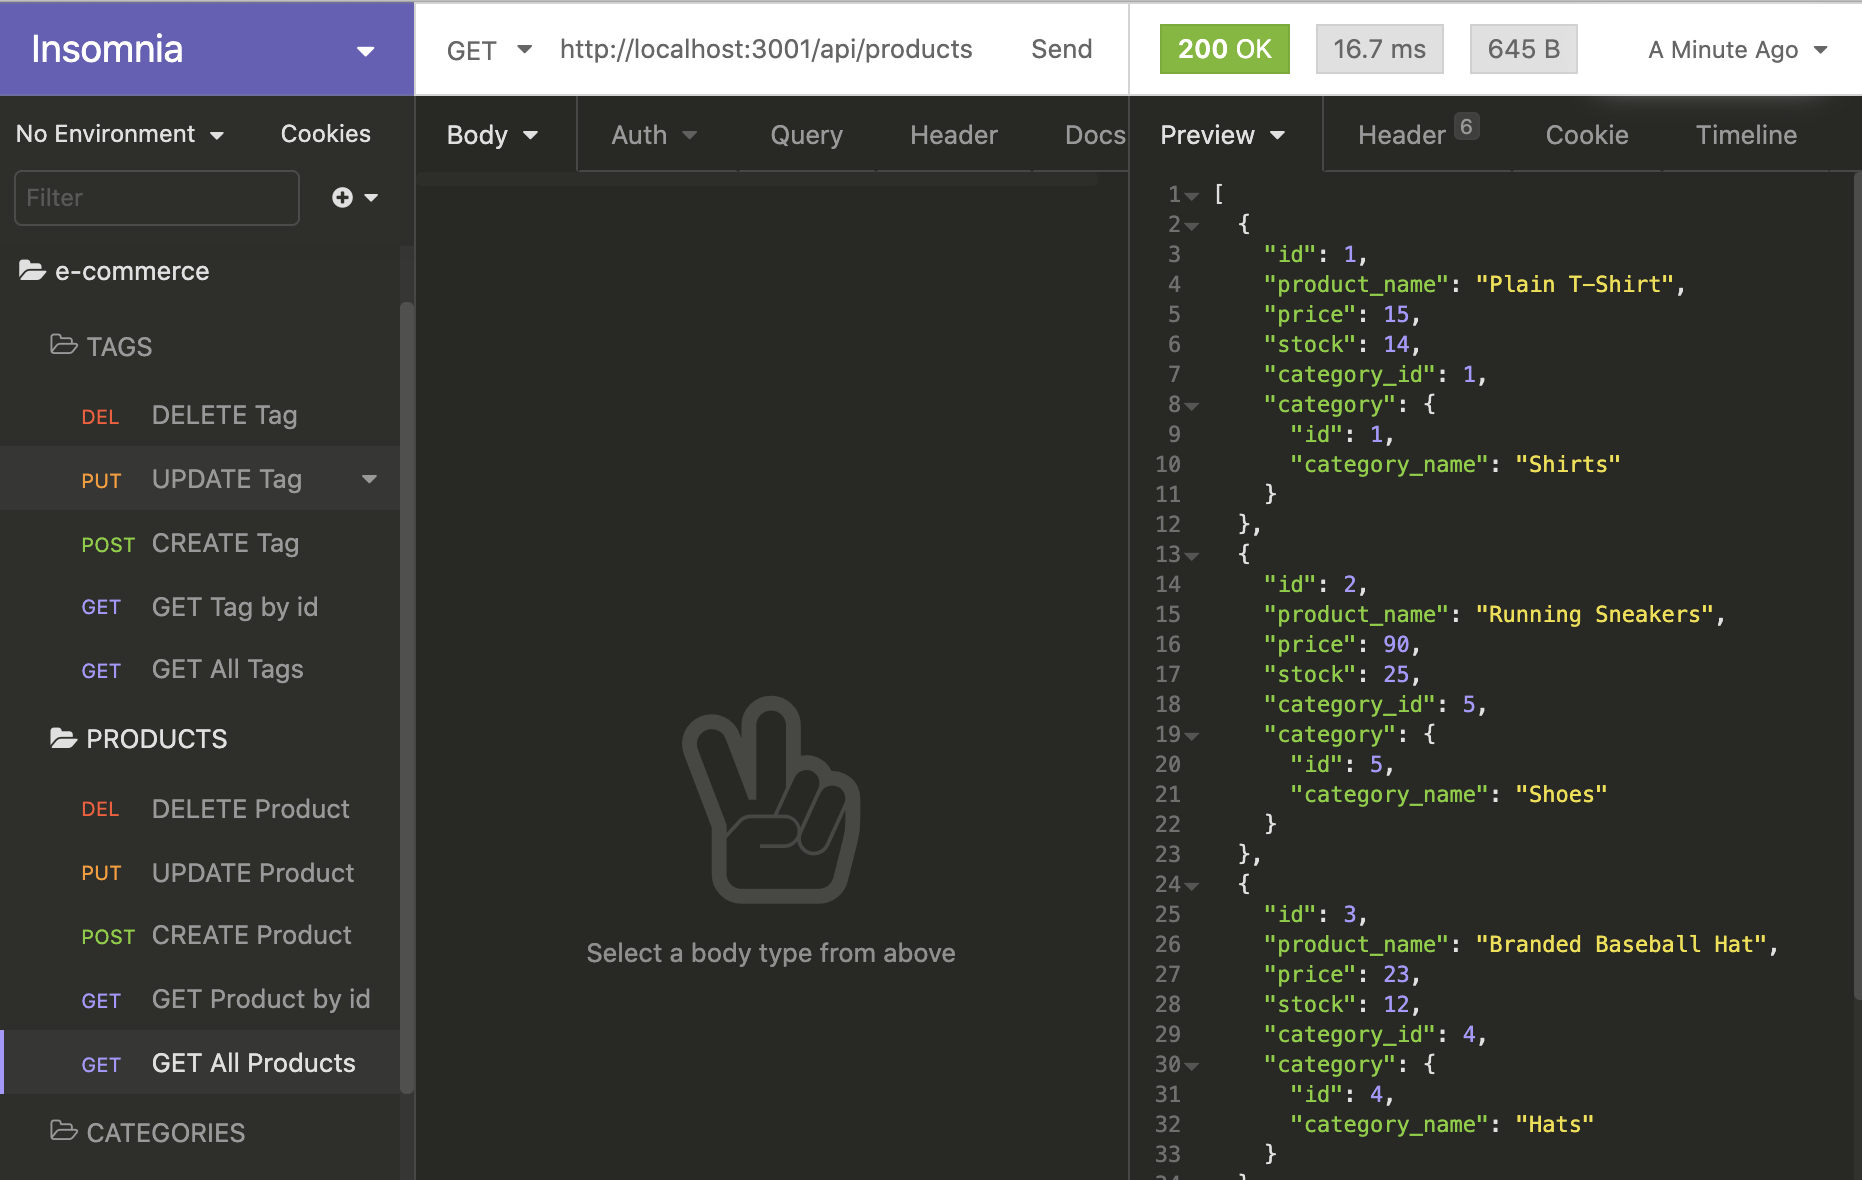 Insomnia
GET http://localhost:3001/api/products Send
200 OK 16.7 ms 645 B A Minute Ago
No Environment Cookies
Filter
e-commerce
TAGS
DEL DELETE Tag
PUT UPDATE Tag
POST CREATE Tag
GET GET Tag by id
GET GET All Tags
PRODUCTS
DEL DELETE Product
PUT UPDATE Product
POST CREATE Product
GET GET Product by id
GET GET All Products
CATEGORIES
Body Auth Query Header Docs
Select a body type from above
Preview Header 6 Cookie Timeline
1 [
2 {
3 "id": 1,
4 "product_name": "Plain T-Shirt",
5 "price": 15,
6 "stock": 14,
7 "category_id": 1,
8 "category": {
9 "id": 1,
10 "category_name": "Shirts"
11 }
12 },
13 {
14 "id": 2,
15 "product_name": "Running Sneakers",
16 "price": 90,
17 "stock": 25,
18 "category_id": 5,
19 "category": {
20 "id": 5,
21 "category_name": "Shoes"
22 }
23 },
24 {
25 "id": 3,
26 "product_name": "Branded Baseball Hat",
27 "price": 23,
28 "stock": 12,
29 "category_id": 4,
30 "category": {
31 "id": 4,
32 "category_name": "Hats"
33 }